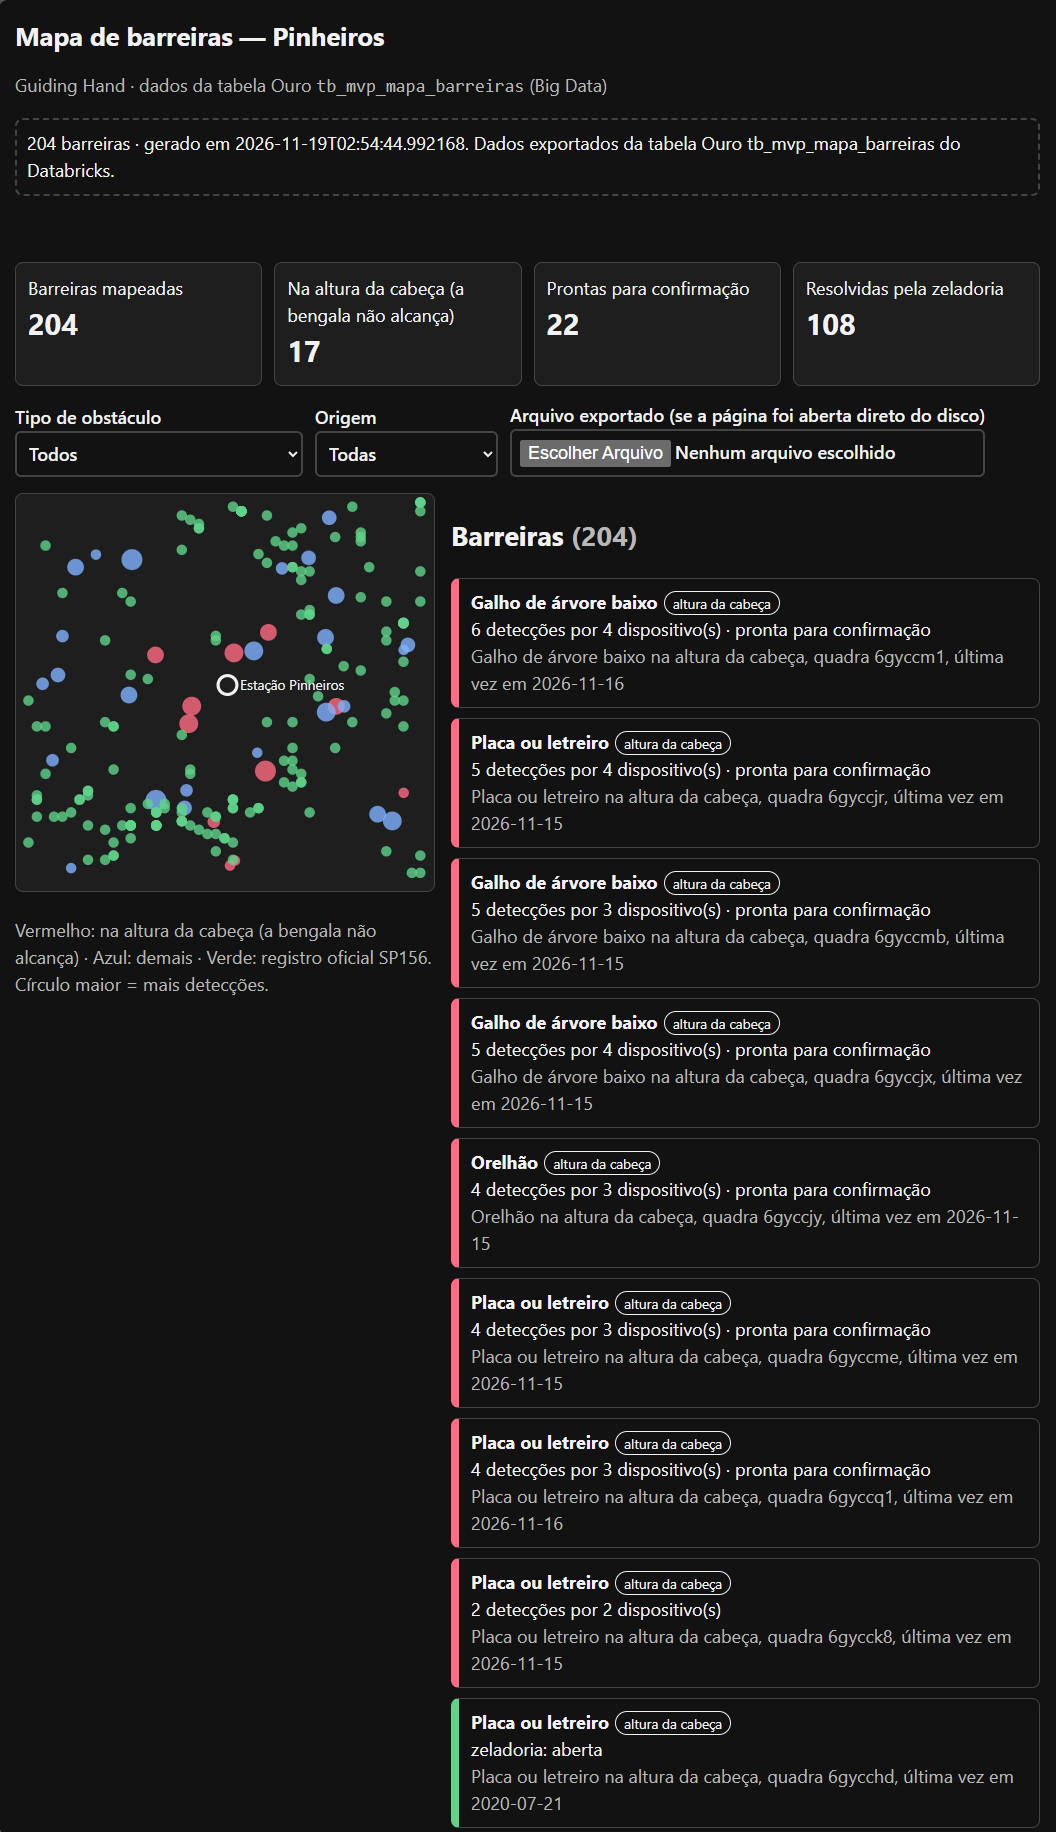 Mapa de barreiras — Pinheiros
Guiding Hand · dados da tabela Ouro tb_mvp_mapa_barreiras (Big Data)
204 barreiras · gerado em 2026-11-19T02:54:44.992168. Dados exportados da tabela Ouro tb_mvp_mapa_barreiras do
Databricks.
Barreiras mapeadas
204
Na altura da cabeça (a
bengala não alcança)
17
Prontas para confirmação
22
Resolvidas pela zeladoria
108
Tipo de obstáculo
Todos
Origem
Todas
Arquivo exportado (se a página foi aberta direto do disco)
Escolher Arquivo Nenhum arquivo escolhido
Estação Pinheiros
Vermelho: na altura da cabeça (a bengala não
alcança) · Azul: demais · Verde: registro oficial SP156.
Círculo maior = mais detecções.
Barreiras (204)
Galho de árvore baixo altura da cabeça
6 detecções por 4 dispositivo(s) · pronta para confirmação
Galho de árvore baixo na altura da cabeça, quadra 6gyccm1, última
vez em 2026-11-16
Placa ou letreiro altura da cabeça
5 detecções por 4 dispositivo(s) · pronta para confirmação
Placa ou letreiro na altura da cabeça, quadra 6gyccjr, última vez em
2026-11-15
Galho de árvore baixo altura da cabeça
5 detecções por 3 dispositivo(s) · pronta para confirmação
Galho de árvore baixo na altura da cabeça, quadra 6gyccmb, última
vez em 2026-11-15
Galho de árvore baixo altura da cabeça
5 detecções por 4 dispositivo(s) · pronta para confirmação
Galho de árvore baixo na altura da cabeça, quadra 6gyccjx, última vez
em 2026-11-15
Orelhão altura da cabeça
4 detecções por 3 dispositivo(s) · pronta para confirmação
Orelhão na altura da cabeça, quadra 6gyccjy, última vez em 2026-11-
15
Placa ou letreiro altura da cabeça
4 detecções por 3 dispositivo(s) · pronta para confirmação
Placa ou letreiro na altura da cabeça, quadra 6gyccme, última vez em
2026-11-15
Placa ou letreiro altura da cabeça
4 detecções por 3 dispositivo(s) · pronta para confirmação
Placa ou letreiro na altura da cabeça, quadra 6gyccq1, última vez em
2026-11-16
Placa ou letreiro altura da cabeça
2 detecções por 2 dispositivo(s)
Placa ou letreiro na altura da cabeça, quadra 6gycck8, última vez em
2026-11-15
Placa ou letreiro altura da cabeça
zeladoria: aberta
Placa ou letreiro na altura da cabeça, quadra 6gycchd, última vez em
2020-07-21